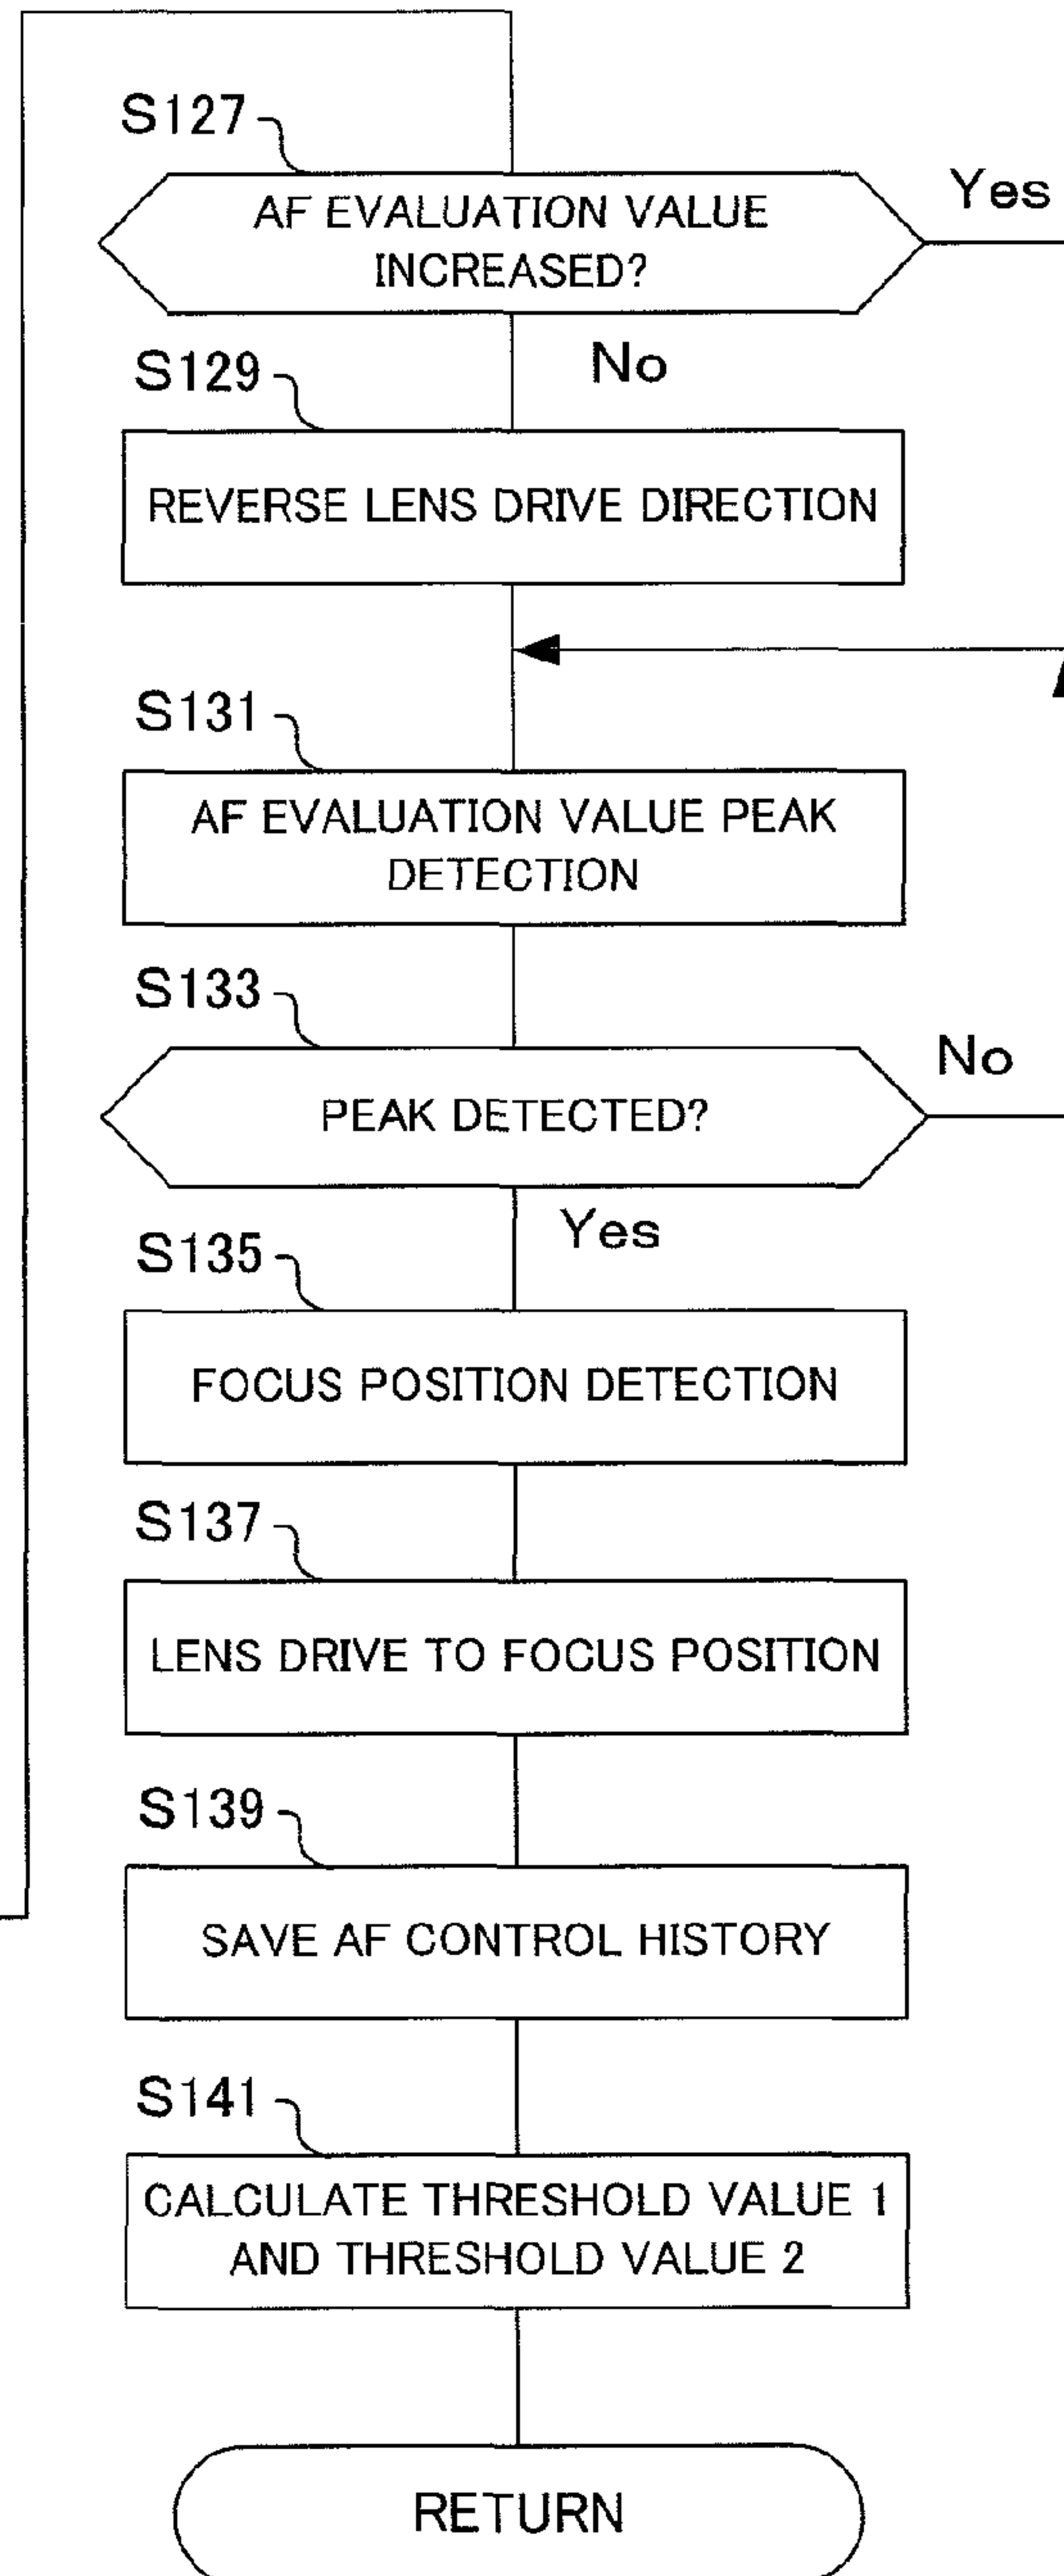 S127
Yes
AF EVALUATION VALUE
INCREASED?
No
S129
REVERSE LENS DRIVE DIRECTION
S131
AF EVALUATION VALUE PEAK
DETECTION
S133
No
PEAK DETECTED?
Yes
S135
FOCUS POSITION DETECTION
S137
LENS DRIVE TO FOCUS POSITION
S139
SAVE AF CONTROL HISTORY
S141
CALCULATE THRESHOLD VALUE 1
AND THRESHOLD VALUE 2
RETURN